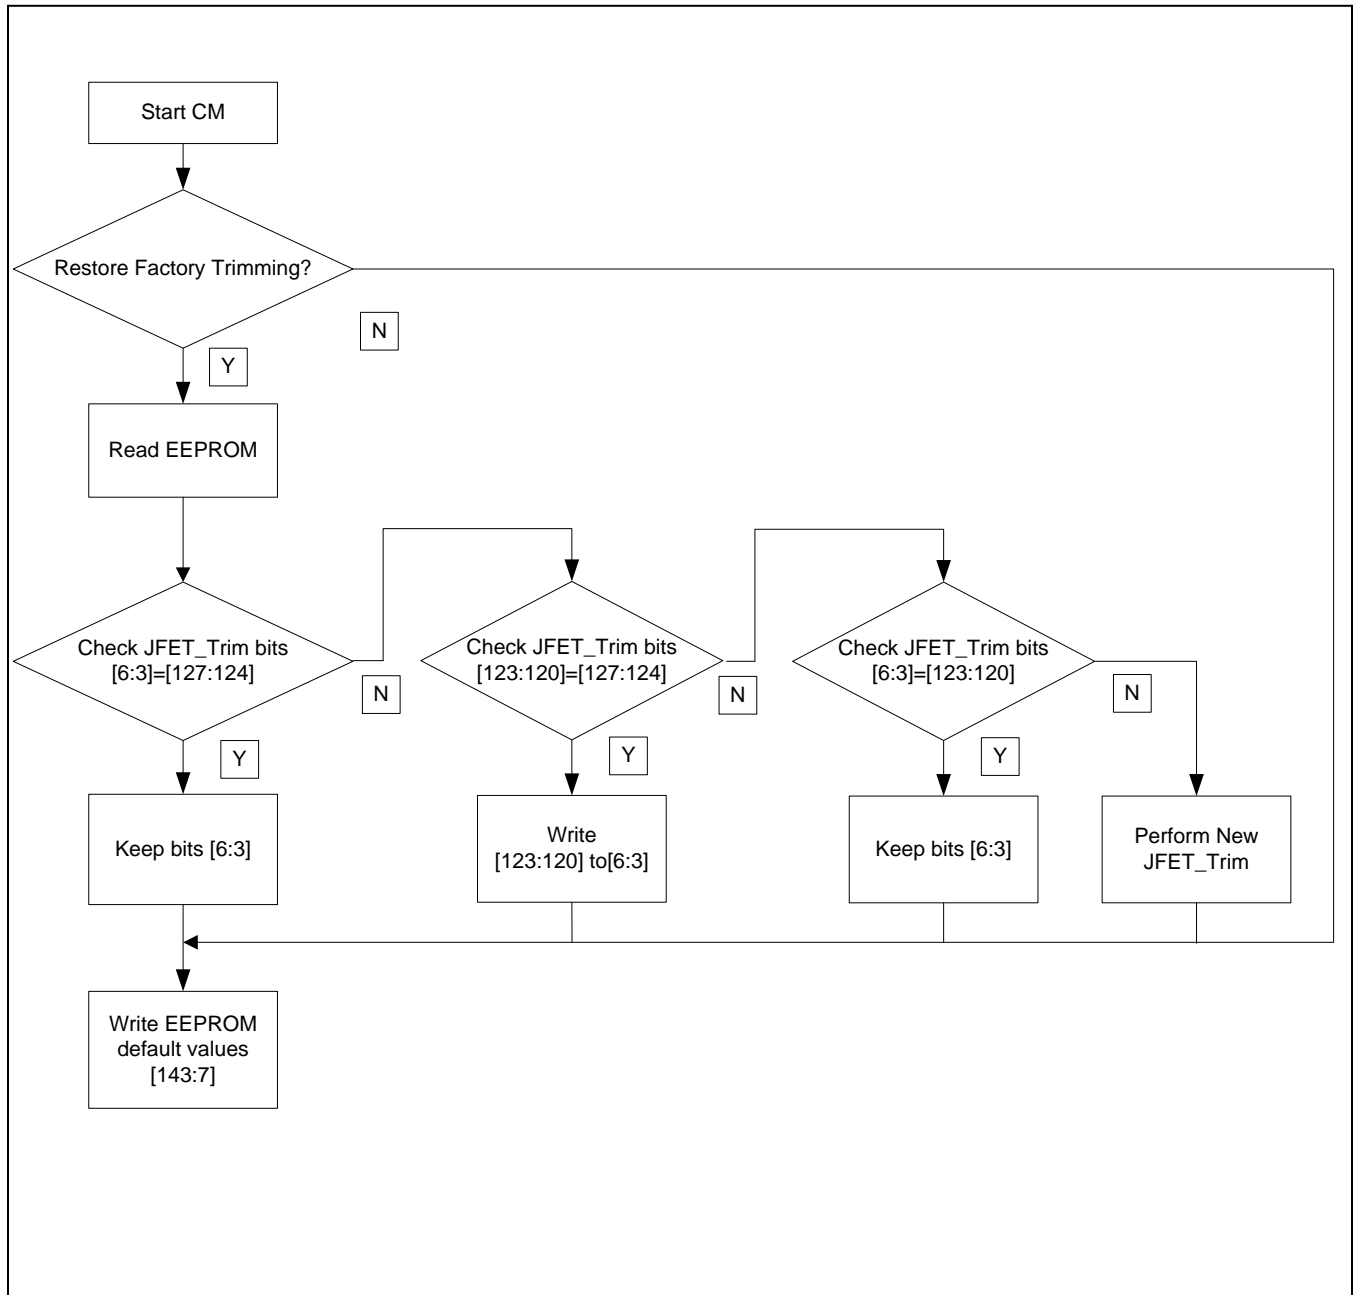 Start CM
Restore Factory Trimming?
N
Y
Read EEPROM
Check JFET_Trim bits
[6:3]=[127:124]
N
Y
Check JFET_Trim bits
[123:120]=[127:124]
N
Y
Check JFET_Trim bits
[6:3]=[123:120]
N
Y
Keep bits [6:3]
Write
[123:120] to[6:3]
Keep bits [6:3]
Perform New
JFET_Trim
Write EEPROM
default values
[143:7]